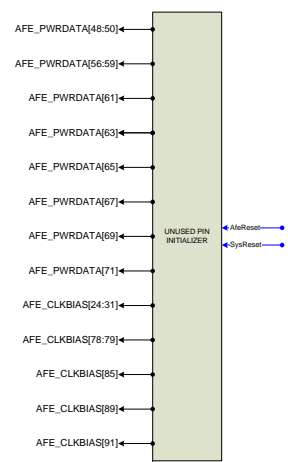 AFE_PWRDATA[48:50]
AFE_PWRDATA[56:59]
AFE_PWRDATA[61]
AFE_PWRDATA[63]
AFE_PWRDATA[65]
AFE_PWRDATA[67]
AFE_PWRDATA[69]
AFE_PWRDATA[71]
AFE_CLKBIAS[24:31]
AFE_CLKBIAS[78:79]
AFE_CLKBIAS[85]
AFE_CLKBIAS[89]
AFE_CLKBIAS[91]
UNUSED PIN
INITIALIZER
AfeReset
SysReset